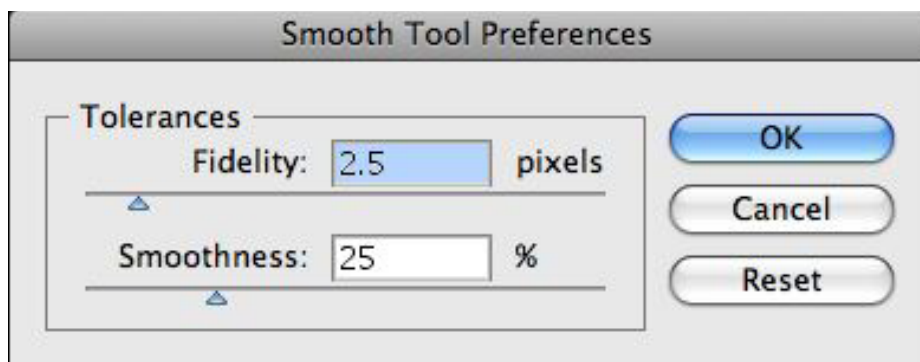 Smooth Tool Preferences
Tolerances
Fidelity: 2.5 pixels
Smoothness: 25 %
OK
Cancel
Reset